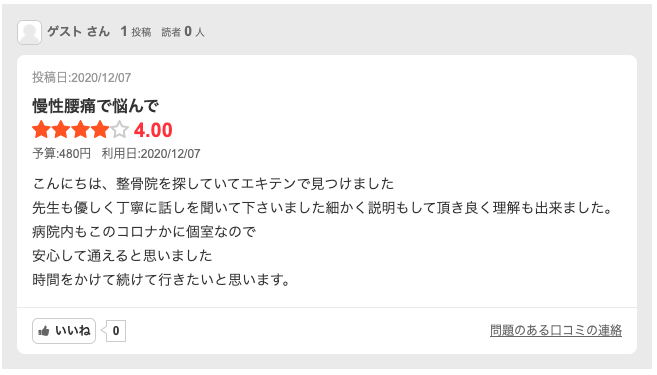 ゲスト さん 1 投稿 読者 0 人
投稿日:2020/12/07
慢性腰痛で悩んで
4.00
予算:480円 利用日:2020/12/07
こんにちは、整骨院を探していてエキテンで見つけました
先生も優しく丁寧に話しを聞いて下さいました細かく説明もして頂き良く理解も出来ました。
病院内もこのコロナかに個室なので
安心して通えると思いました
時間をかけて続けて行きたいと思います。
いいね 0 問題のある口コミの連絡